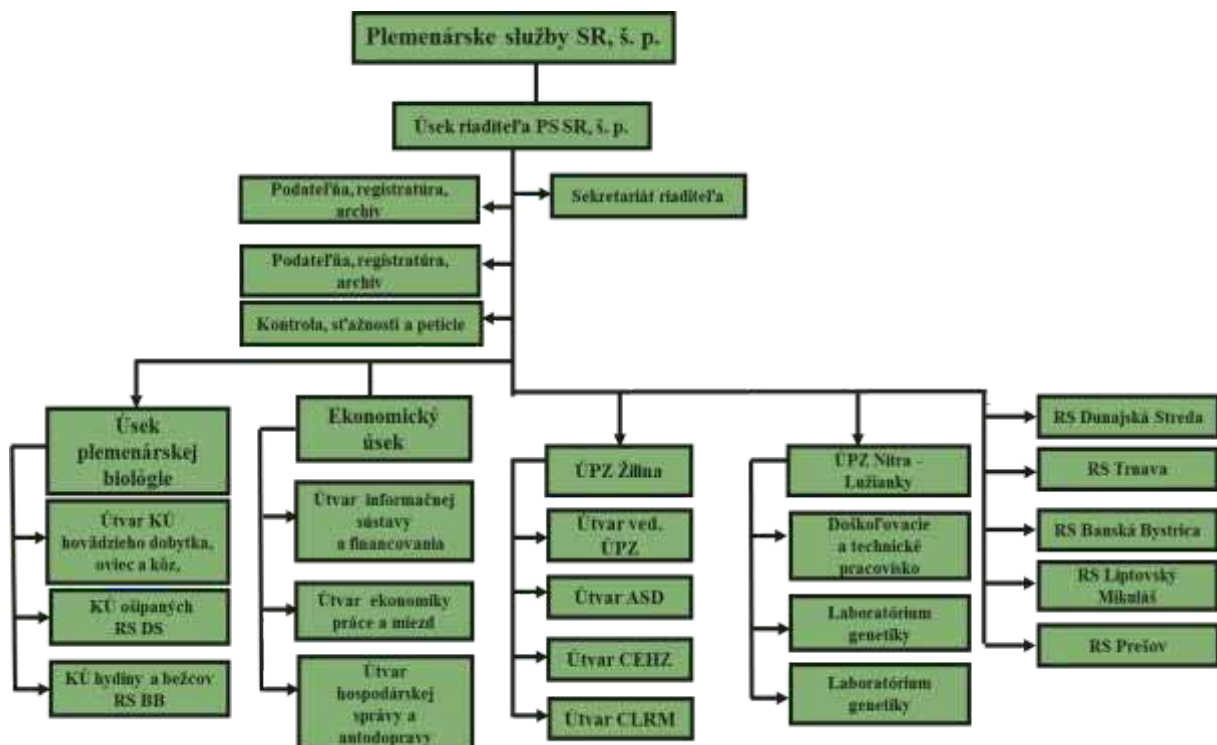 Plemenárske služby SR, š. p.
Úsek riaditeľa PS SR, š. p.
Podateľňa, registratúra,
archív
Sekretariát riaditeľa
Podateľňa, registratúra,
archív
Kontrola, sťažnosti a petície
Úsek
plemenárskej
biológie
Útvar KÚ
hovädzieho dobytka,
oviec a kôz,
KÚ ošípaných
RS DS
KÚ hydiny a bežcov
RS BB
Ekonomický
úsek
Útvar informačnej
sústavy
a financovania
Útvar ekonomiky
práce a miezd
Útvar
hospodárskej
správy a
autodopravy
ÚPZ Žilina
Útvar ved.
ÚPZ
Útvar ASD
Útvar CEHZ
Útvar CLRM
ÚPZ Nitra -
Lužianky
Doškoľovacie
a technické
pracovisko
Laboratórium
genetiky
Laboratórium
genetiky
RS Dunajská Streda
RS Trnava
RS Banská Bystrica
RS Liptovský
Mikuláš
RS Prešov